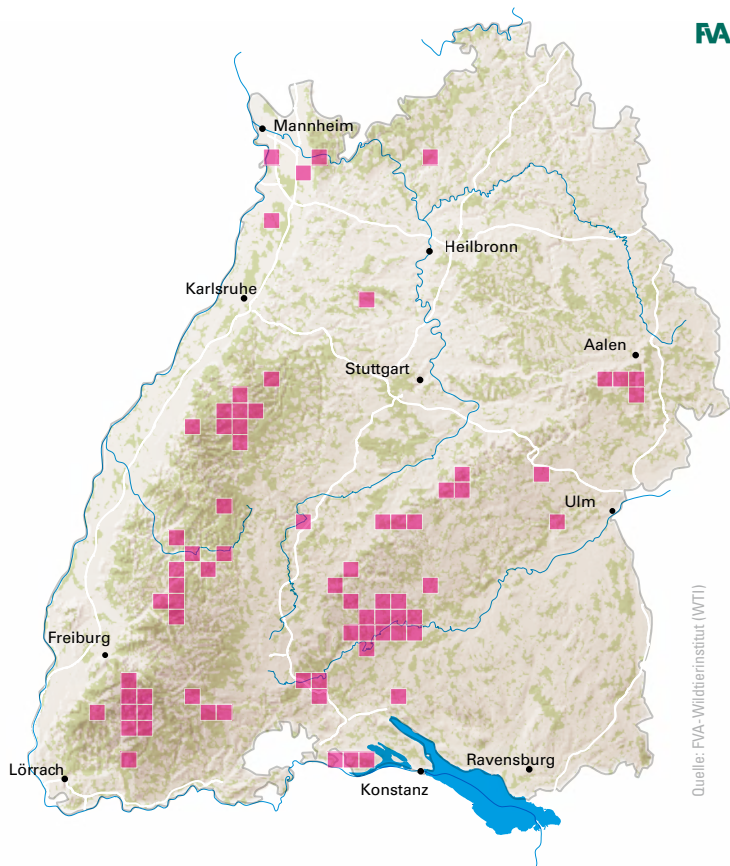 FVA
Mannheim
Heilbronn
Karlsruhe
Aalen
Stuttgart
Ulm
Freiburg
Quelle: FVA-Wildtierinstitut (WTI)
Ravensburg
Lörrach
Konstanz